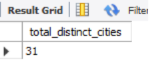 Result Grid Filte
total_distinct_cities
31